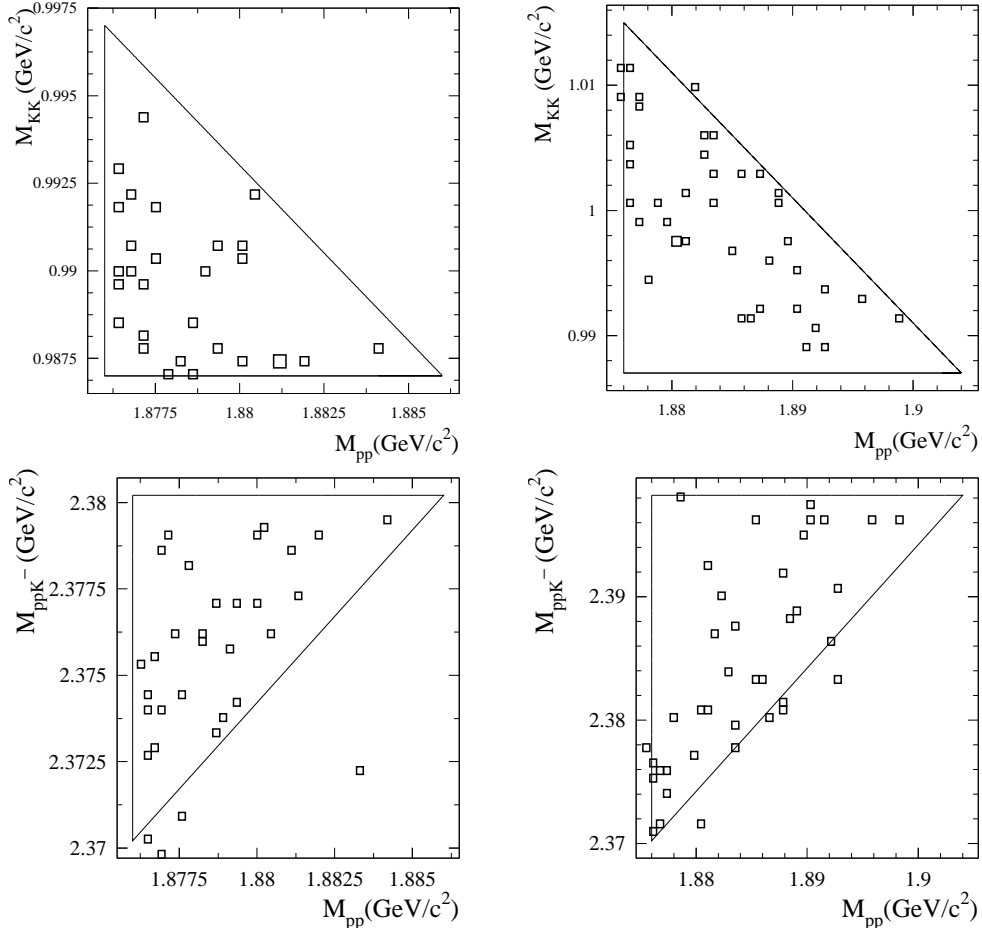 M_KK (GeV/c²)
0.9975
0.995
0.9925
0.99
0.9875
1.8775 1.88 1.8825 1.885
M_pp(GeV/c²)
M_KK (GeV/c²)
1.01
1
0.99
1.88 1.89 1.9
M_pp(GeV/c²)
M_ppK⁻ (GeV/c²)
2.38
2.3775
2.375
2.3725
2.37
1.8775 1.88 1.8825 1.885
M_pp(GeV/c²)
M_ppK⁻ (GeV/c²)
2.39
2.38
2.37
1.88 1.89 1.9
M_pp(GeV/c²)